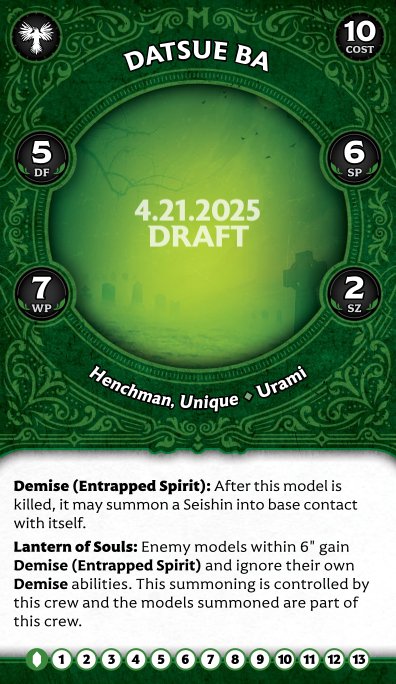 10
COST
DATSUE BA
5
DF
6
SP
4.21.2025
DRAFT
7
WP
2
SZ
Henchman, Unique ⬥ Urami
Demise (Entrapped Spirit): After this model is
killed, it may summon a Seishin into base contact
with itself.
Lantern of Souls: Enemy models within 6" gain
Demise (Entrapped Spirit) and ignore their own
Demise abilities. This summoning is controlled by
this crew and the models summoned are part of
this crew.
1 2 3 4 5 6 7 8 9 10 11 12 13